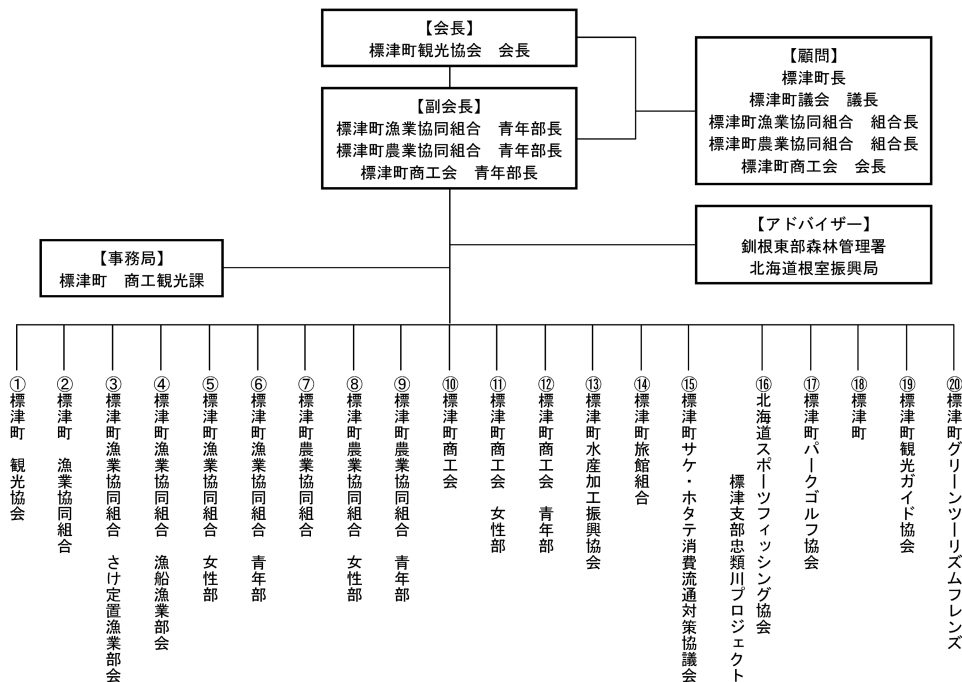 【会長】
標津町観光協会　会長
【副会長】
標津町漁業協同組合　青年部長
標津町農業協同組合　青年部長
標津町商工会　青年部長
【顧問】
標津町長
標津町議会　議長
標津町漁業協同組合　組合長
標津町農業協同組合　組合長
標津町商工会　会長
【アドバイザー】
釧根東部森林管理署
北海道根室振興局
【事務局】
標津町　商工観光課
①標津町　観光協会
②標津町　漁業協同組合
③標津町漁業協同組合　さけ定置漁業部会
④標津町漁業協同組合　漁船漁業部会
⑤標津町漁業協同組合　女性部
⑥標津町漁業協同組合　青年部
⑦標津町農業協同組合
⑧標津町農業協同組合　女性部
⑨標津町農業協同組合　青年部
⑩標津町商工会
⑪標津町商工会　女性部
⑫標津町商工会　青年部
⑬標津町水産加工振興協会
⑭標津町旅館組合
⑮標津町サケ・ホタテ消費流通対策協議会
⑯北海道スポーツフィッシング協会
標津支部忠類川プロジェクト
⑰標津町パークゴルフ協会
⑱標津町
⑲標津町観光ガイド協会
⑳標津町グリーンツーリズムフレンズ